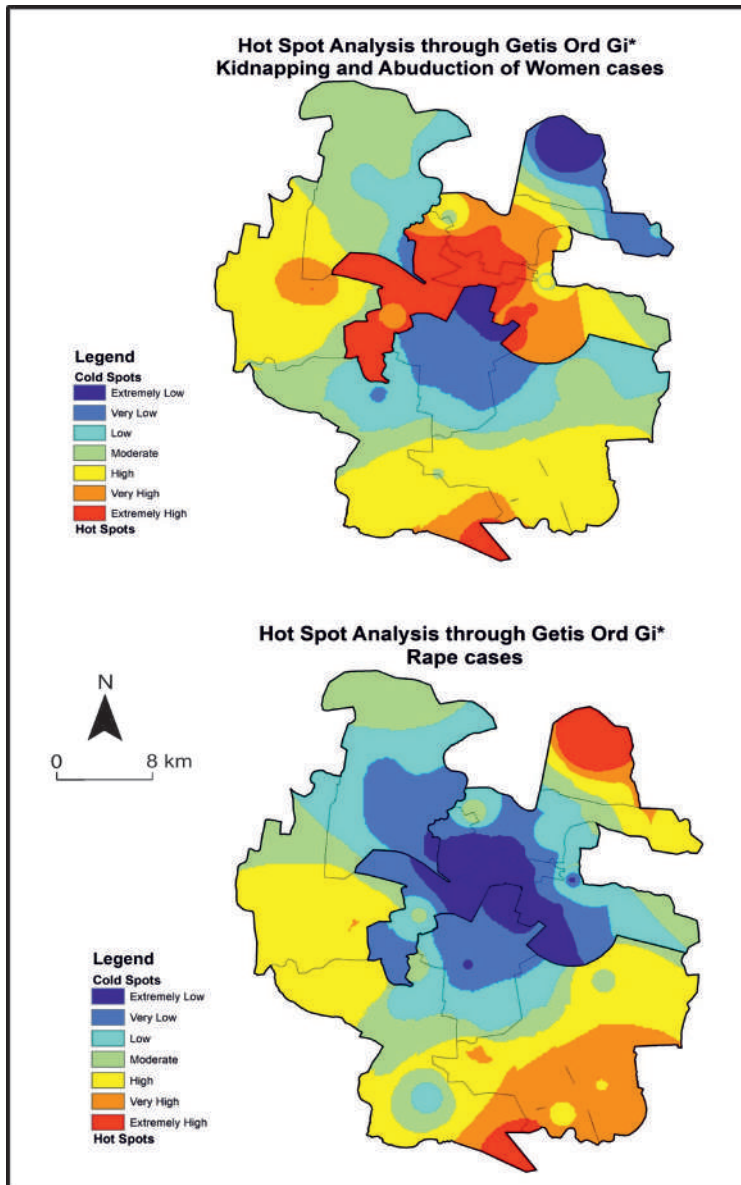 Hot Spot Analysis through Getis Ord Gi*
Kidnapping and Abuduction of Women cases
Legend
Cold Spots
Extremely Low
Very Low
Low
Moderate
High
Very High
Extremely High
Hot Spots
Hot Spot Analysis through Getis Ord Gi*
Rape cases
N
0 8 km
Legend
Cold Spots
Extremely Low
Very Low
Low
Moderate
High
Very High
Extremely High
Hot Spots